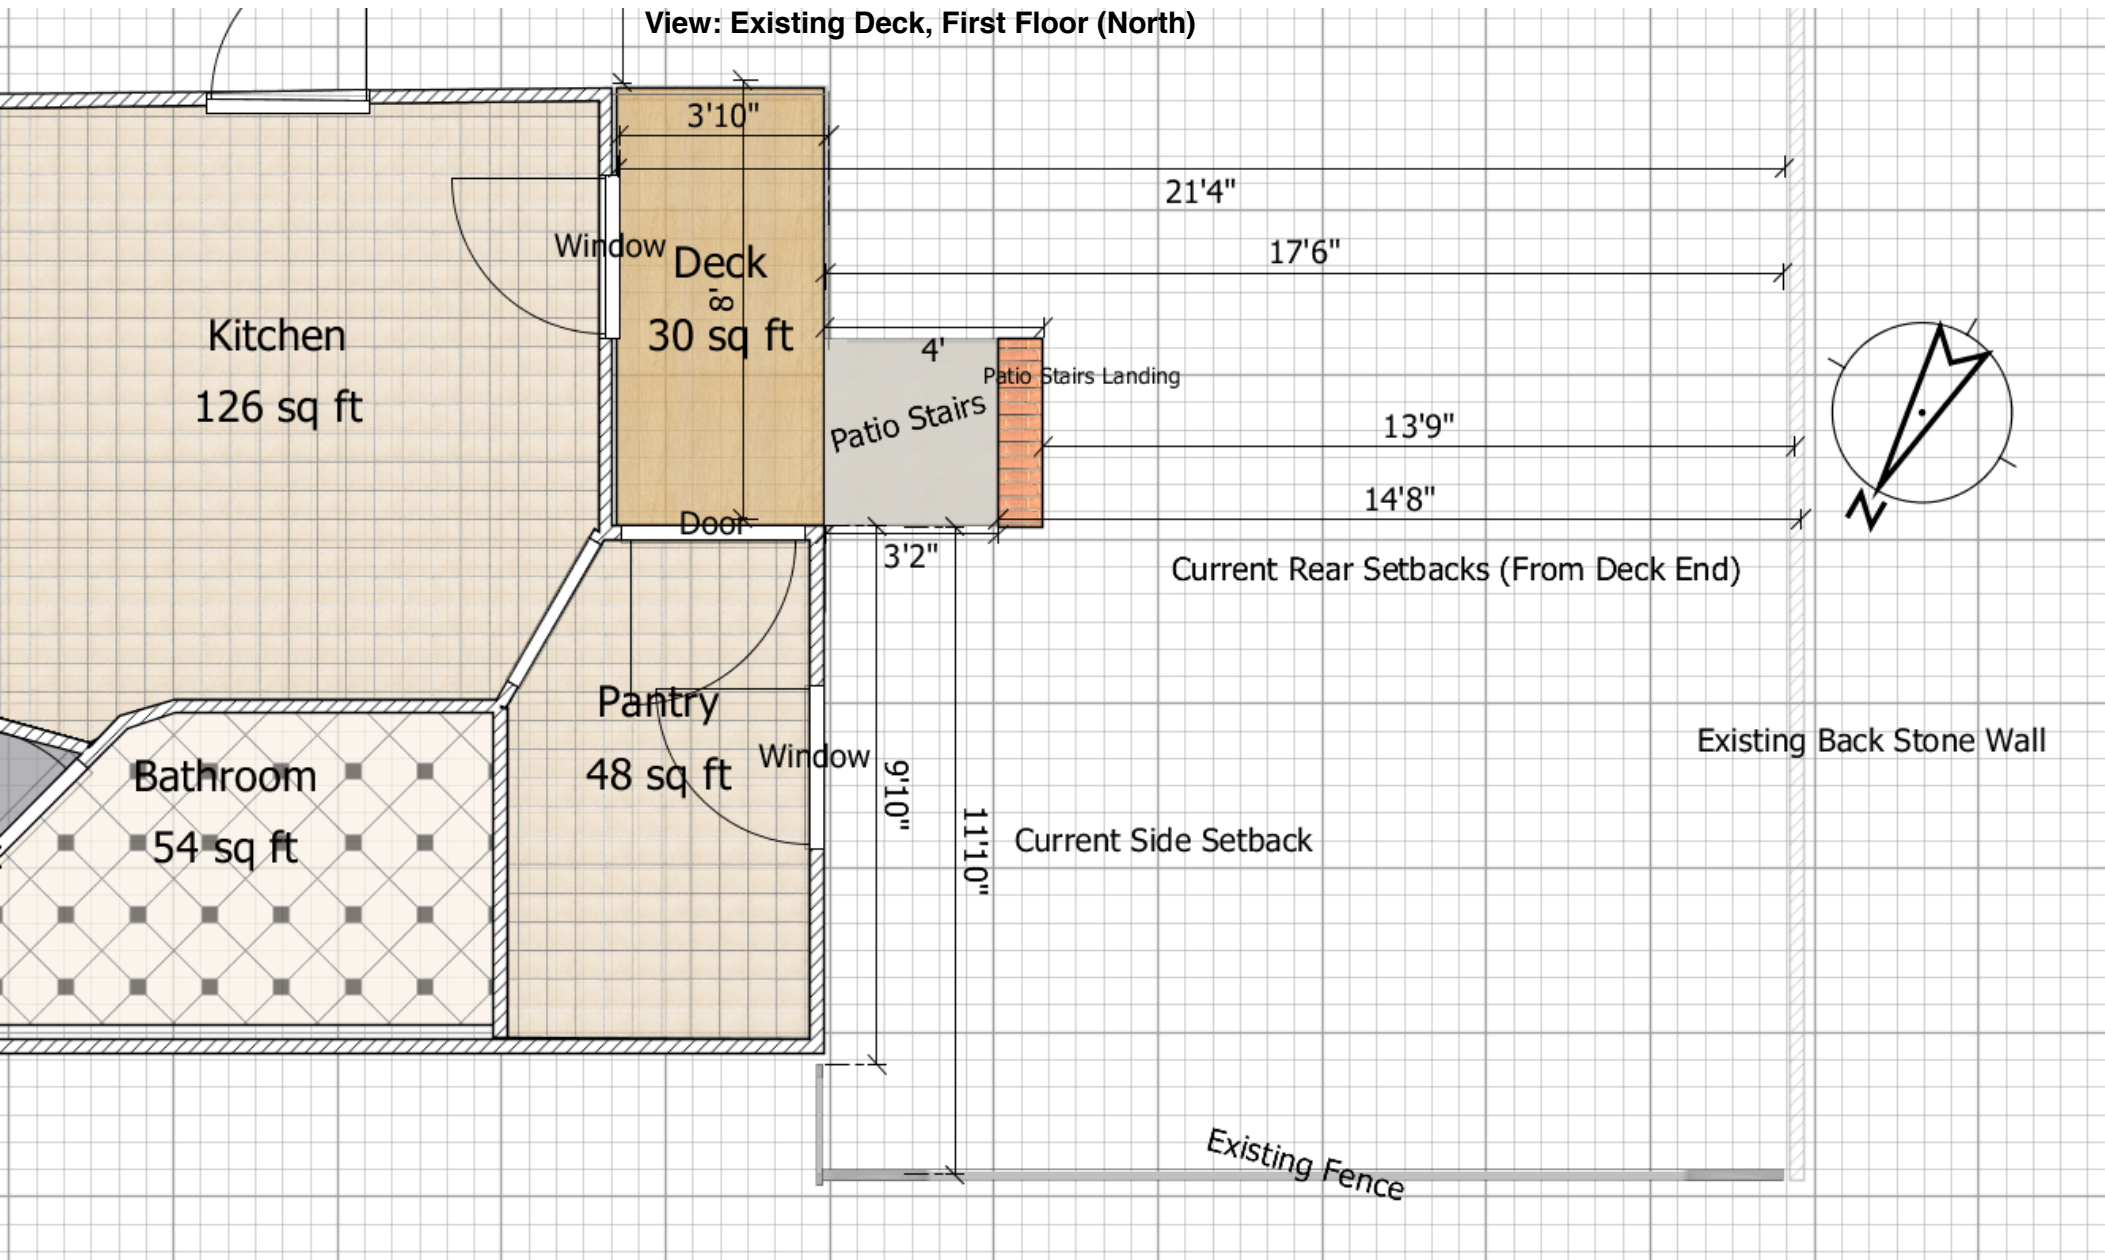 View: Existing Deck, First Floor (North)
3'10"
21'4"
17'6"
Window
Deck
8'
30 sq ft
Kitchen
126 sq ft
4'
Patio Stairs Landing
Patio Stairs
13'9"
14'8"
N
Door
3'2"
Current Rear Setbacks (From Deck End)
Pantry
48 sq ft
Window
Bathroom
54 sq ft
9'10"
11'10"
Current Side Setback
Existing Back Stone Wall
Existing Fence